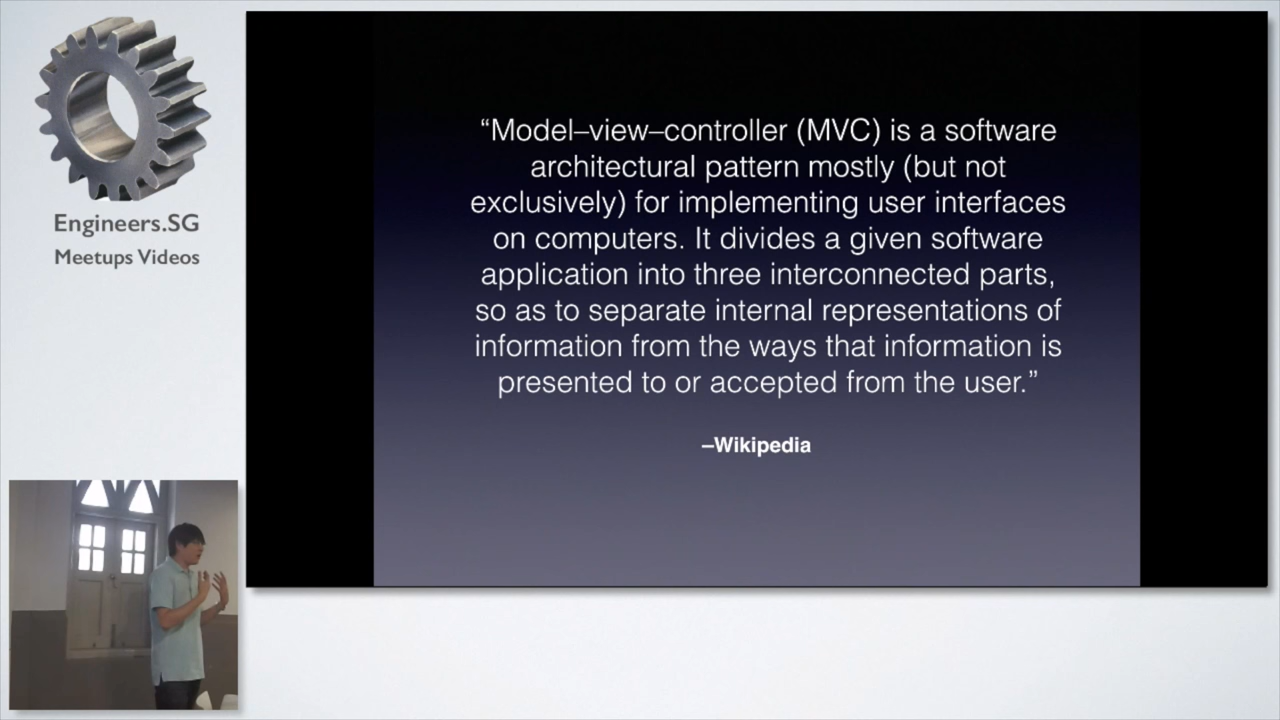 Engineers.SG
Meetups Videos
“Model–view–controller (MVC) is a software
architectural pattern mostly (but not
exclusively) for implementing user interfaces
on computers. It divides a given software
application into three interconnected parts,
so as to separate internal representations of
information from the ways that information is
presented to or accepted from the user.”
–Wikipedia